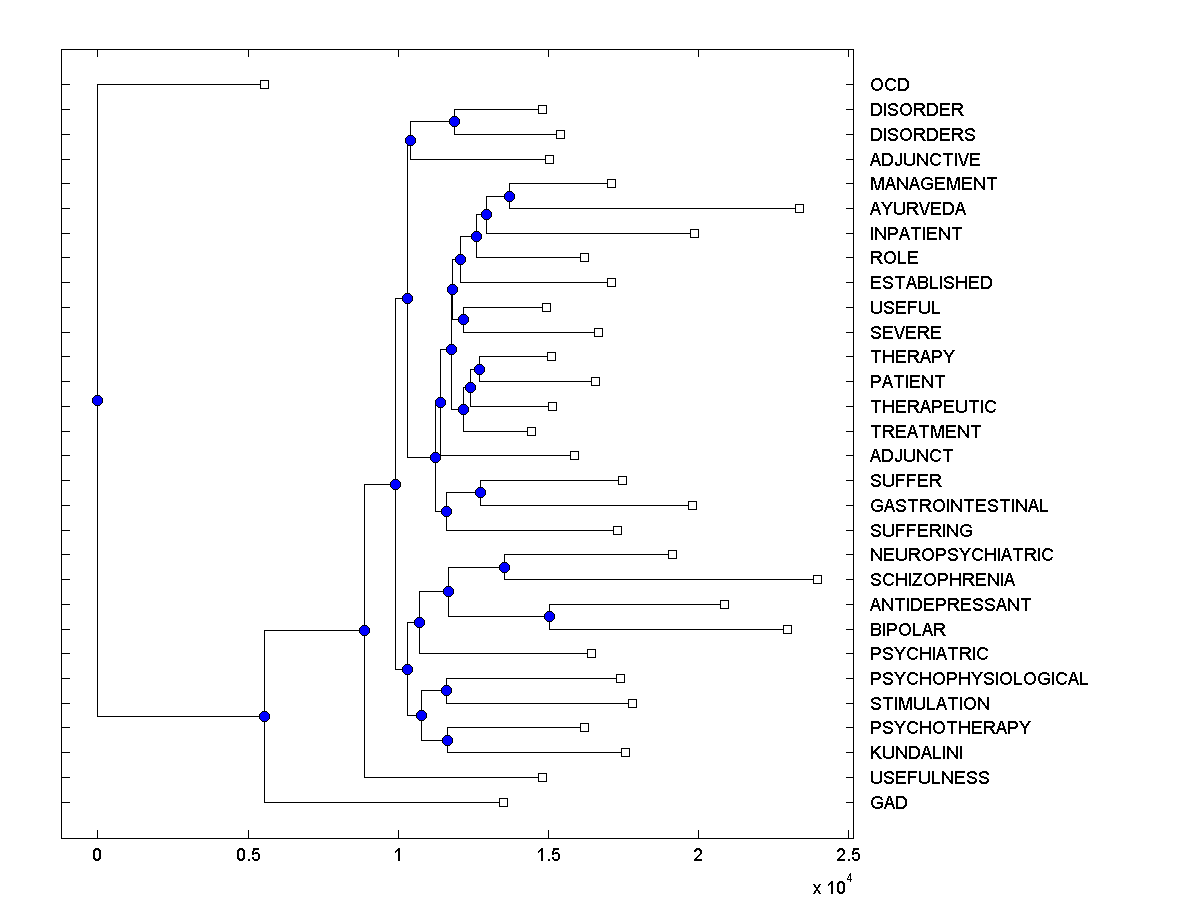 OCD
DISORDER
DISORDERS
ADJUNCTIVE
MANAGEMENT
AYURVEDA
INPATIENT
ROLE
ESTABLISHED
USEFUL
SEVERE
THERAPY
PATIENT
THERAPEUTIC
TREATMENT
ADJUNCT
SUFFER
GASTROINTESTINAL
SUFFERING
NEUROPSYCHIATRIC
SCHIZOPHRENIA
ANTIDEPRESSANT
BIPOLAR
PSYCHIATRIC
PSYCHOPHYSIOLOGICAL
STIMULATION
PSYCHOTHERAPY
KUNDALINI
USEFULNESS
GAD
0 0.5 1 1.5 2 2.5
x 10^4